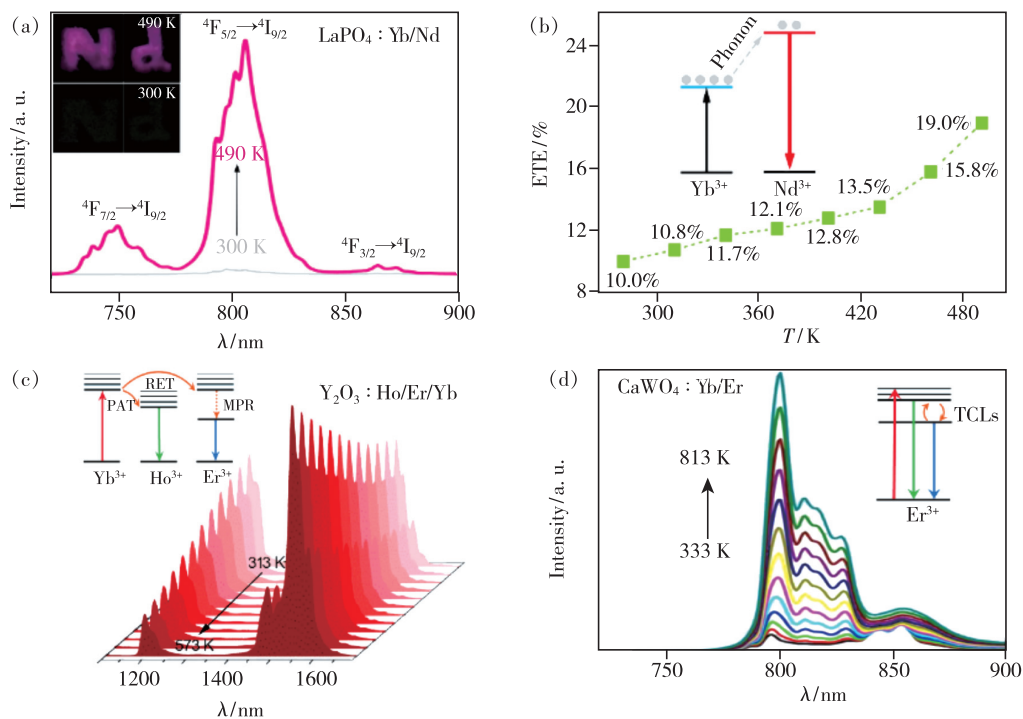 (a)
490 K
300 K
⁴F₅/₂→⁴I₉/₂
LaPO₄：Yb/Nd
490 K
300 K
⁴F₇/₂→⁴I₉/₂
⁴F₃/₂→⁴I₉/₂
Intensity/a. u.
750
800
850
900
λ/nm
(b)
Phonon
Yb³⁺
Nd³⁺
10.0%
10.8%
11.7%
12.1%
12.8%
13.5%
15.8%
19.0%
ETE/%
24
20
16
12
8
300
360
420
480
T/K
(c)
RET
PAT
MPR
Yb³⁺
Ho³⁺
Er³⁺
Y₂O₃：Ho/Er/Yb
313 K
573 K
1200
1400
1600
λ/nm
(d)
CaWO₄：Yb/Er
TCLs
Er³⁺
813 K
333 K
Intensity/a. u.
750
800
850
900
λ/nm